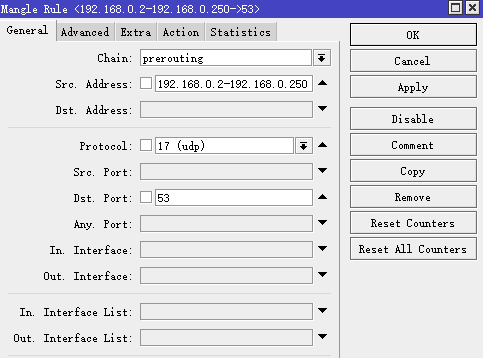 Mangle Rule <192.168.0.2-192.168.0.250->53>
General Advanced Extra Action Statistics
Chain: prerouting
Src. Address: 192.168.0.2-192.168.0.250
Dst. Address:
Protocol: 17 (udp)
Src. Port:
Dst. Port: 53
Any. Port:
In. Interface:
Out. Interface:
In. Interface List:
Out. Interface List:
OK
Cancel
Apply
Disable
Comment
Copy
Remove
Reset Counters
Reset All Counters